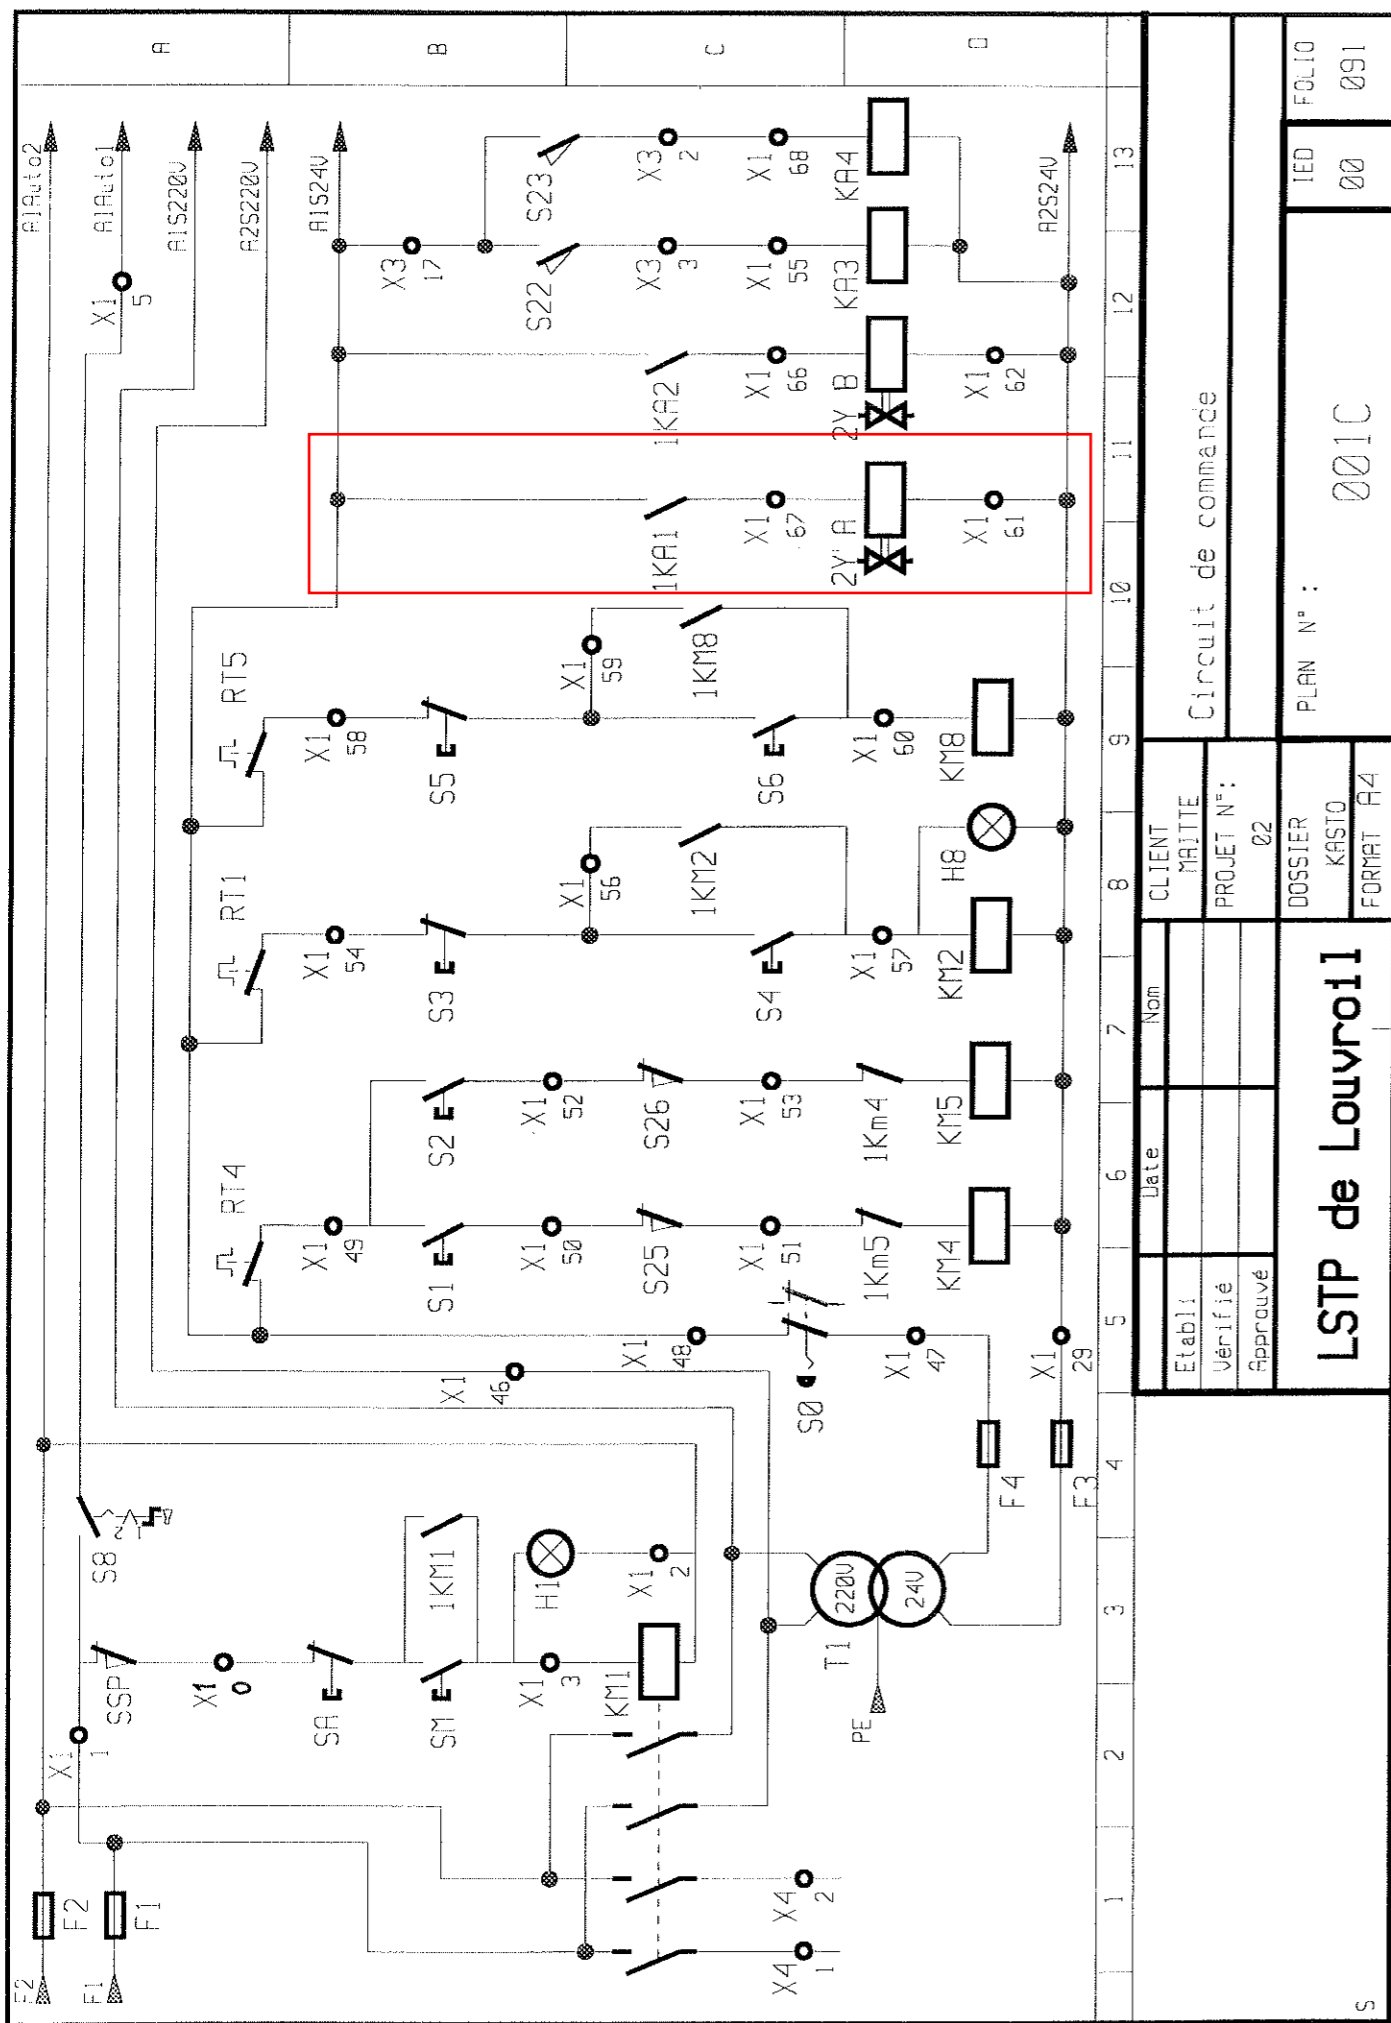 A
B
C
D
A1Auto2
A1Auto1
A1S220V
A2S220V
A1S24V
A2S24V
F2
F1
F2
F1
X1
1
SSP
X1
0
SA
SM
1KM1
X1
3
H1
X1
2
KM1
X4
1
X4
2
S8
1 2
X1
5
X1
46
T1
220V
24V
PE
F4
F3
X1
47
X1
29
S0
X1
48
RT4
X1
49
S1
X1
50
S25
X1
51
1Km5
KM4
S2
X1
52
S26
X1
53
1Km4
KM5
RT1
X1
54
S3
X1
56
1KM2
S4
X1
57
KM2
H8
RT5
X1
58
S5
X1
59
1KM8
S6
X1
60
KM8
1KA1
X1
67
2Y A
X1
61
1KA2
X1
66
2Y B
X1
62
X3
17
S22
X3
3
X1
55
KA3
S23
X3
2
X1
68
KA4
1 2 3 4 5 6 7 8 9 10 11 12 13
Date Nom
Etabli
Vérifié
Approuvé
LSTP de Louvroil
CLIENT
MAITTE
PROJET N°:
02
DOSSIER
KASTO
FORMAT A4
Circuit de commande
PLAN N° :
001C
IED
00
FOLIO
091
S